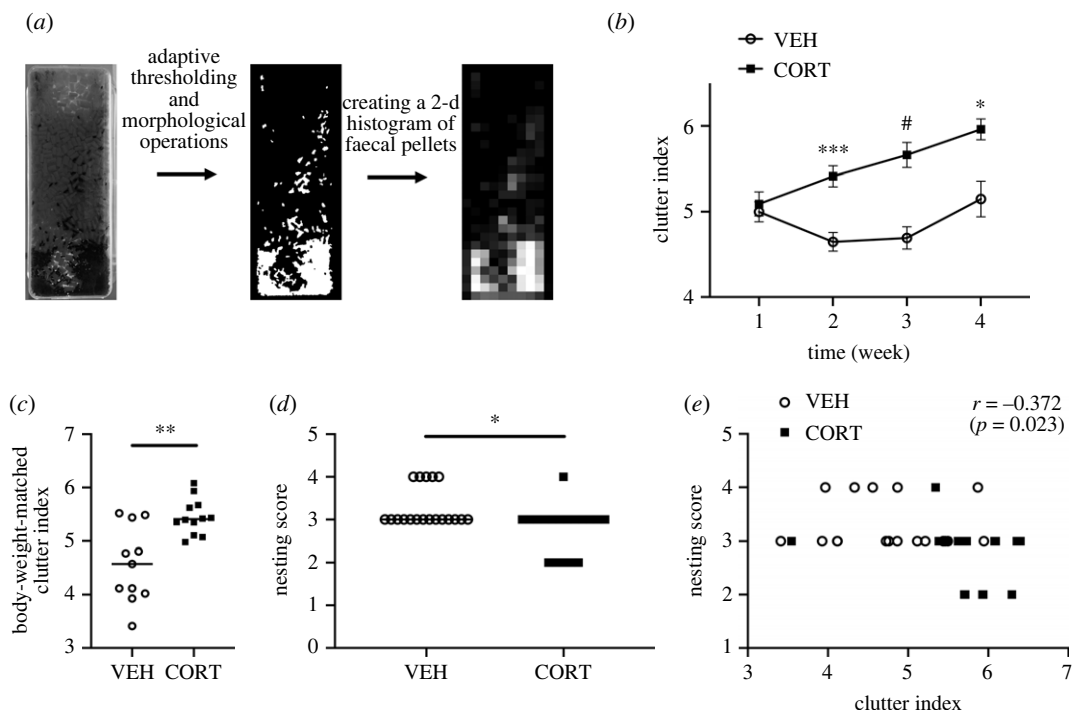 (a)
adaptive
thresholding
and
morphological
operations
creating a 2-d
histogram of
faecal pellets
(b)
VEH
CORT
clutter index
6
5
4
***
#
*
1 2 3 4
time (week)
(c)
body-weight-matched
clutter index
7
6
5
4
3
**
VEH CORT
(d)
nesting score
5
4
3
2
1
0
*
VEH CORT
(e)
VEH
CORT
r = –0.372
(p = 0.023)
nesting score
5
4
3
2
1
3 4 5 6 7
clutter index